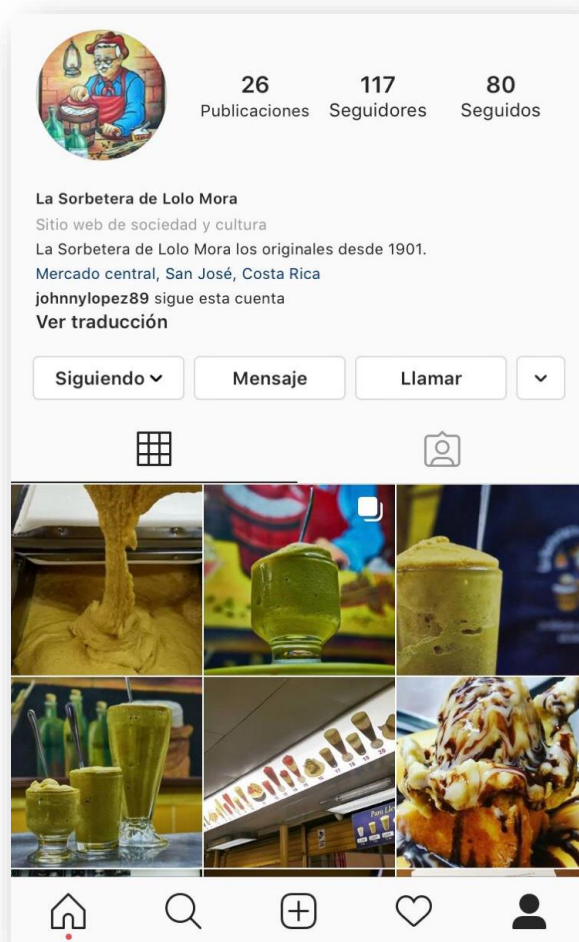 26 117 80
Publicaciones Seguidores Seguidos
La Sorbetera de Lolo Mora
Sitio web de sociedad y cultura
La Sorbetera de Lolo Mora los originales desde 1901.
Mercado central, San José, Costa Rica
johnnylopez89 sigue esta cuenta
Ver traducción
Siguiendo Mensaje Llamar